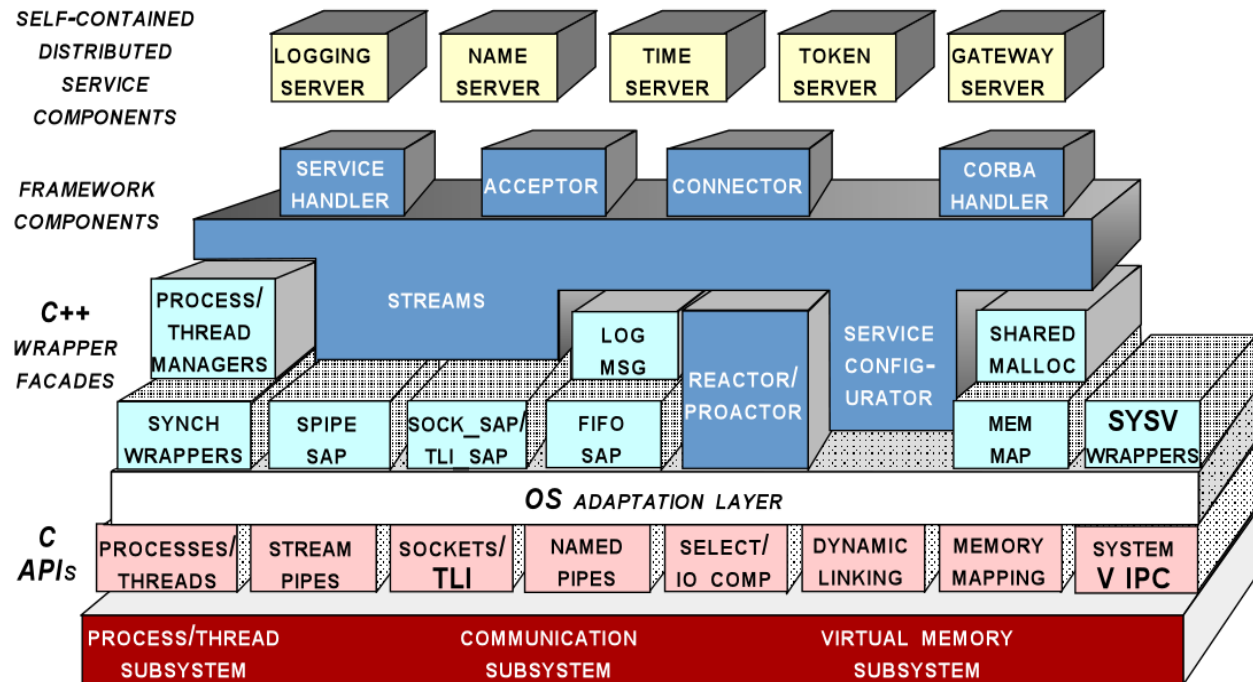 SELF-CONTAINED
DISTRIBUTED
SERVICE
COMPONENTS
LOGGING
SERVER
NAME
SERVER
TIME
SERVER
TOKEN
SERVER
GATEWAY
SERVER
FRAMEWORK
COMPONENTS
SERVICE
HANDLER
ACCEPTOR
CONNECTOR
CORBA
HANDLER
STREAMS
SERVICE
CONFIG-
URATOR
C++
WRAPPER
FACADES
PROCESS/
THREAD
MANAGERS
LOG
MSG
REACTOR/
PROACTOR
SHARED
MALLOC
SYNCH
WRAPPERS
SPIPE
SAP
SOCK_SAP/
TLI_SAP
FIFO
SAP
MEM
MAP
SYSV
WRAPPERS
OS ADAPTATION LAYER
C
APIS
PROCESSES/
THREADS
STREAM
PIPES
SOCKETS/
TLI
NAMED
PIPES
SELECT/
IO COMP
DYNAMIC
LINKING
MEMORY
MAPPING
SYSTEM
V IPC
PROCESS/THREAD
SUBSYSTEM
COMMUNICATION
SUBSYSTEM
VIRTUAL MEMORY
SUBSYSTEM